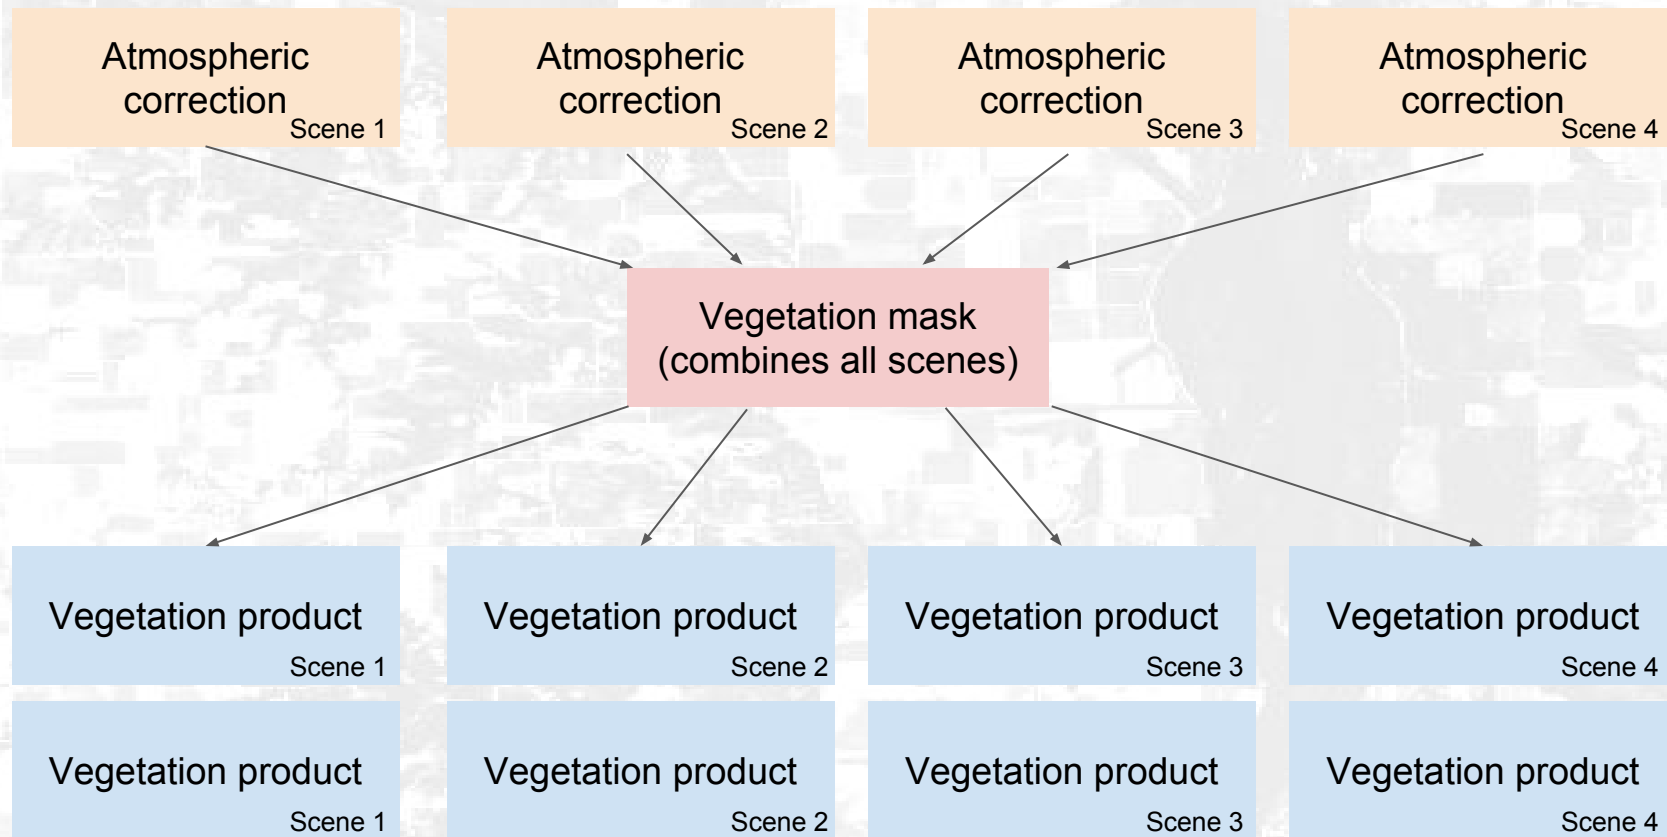 Atmospheric
correction
Scene 1
Atmospheric
correction
Scene 2
Atmospheric
correction
Scene 3
Atmospheric
correction
Scene 4
Vegetation mask
(combines all scenes)
Vegetation product
Scene 1
Vegetation product
Scene 2
Vegetation product
Scene 3
Vegetation product
Scene 4
Vegetation product
Scene 1
Vegetation product
Scene 2
Vegetation product
Scene 3
Vegetation product
Scene 4